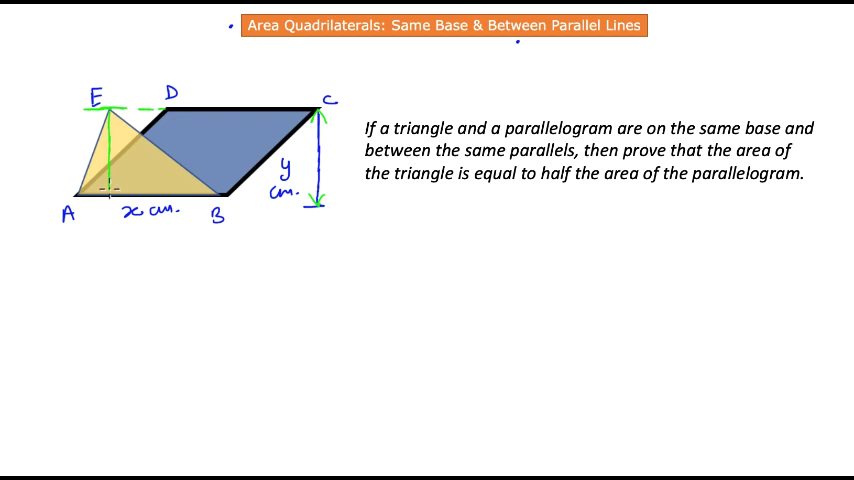 Area Quadrilaterals: Same Base & Between Parallel Lines
E D C
If a triangle and a parallelogram are on the same base and
between the same parallels, then prove that the area of
the triangle is equal to half the area of the parallelogram.
y
cm.
A x cm. B